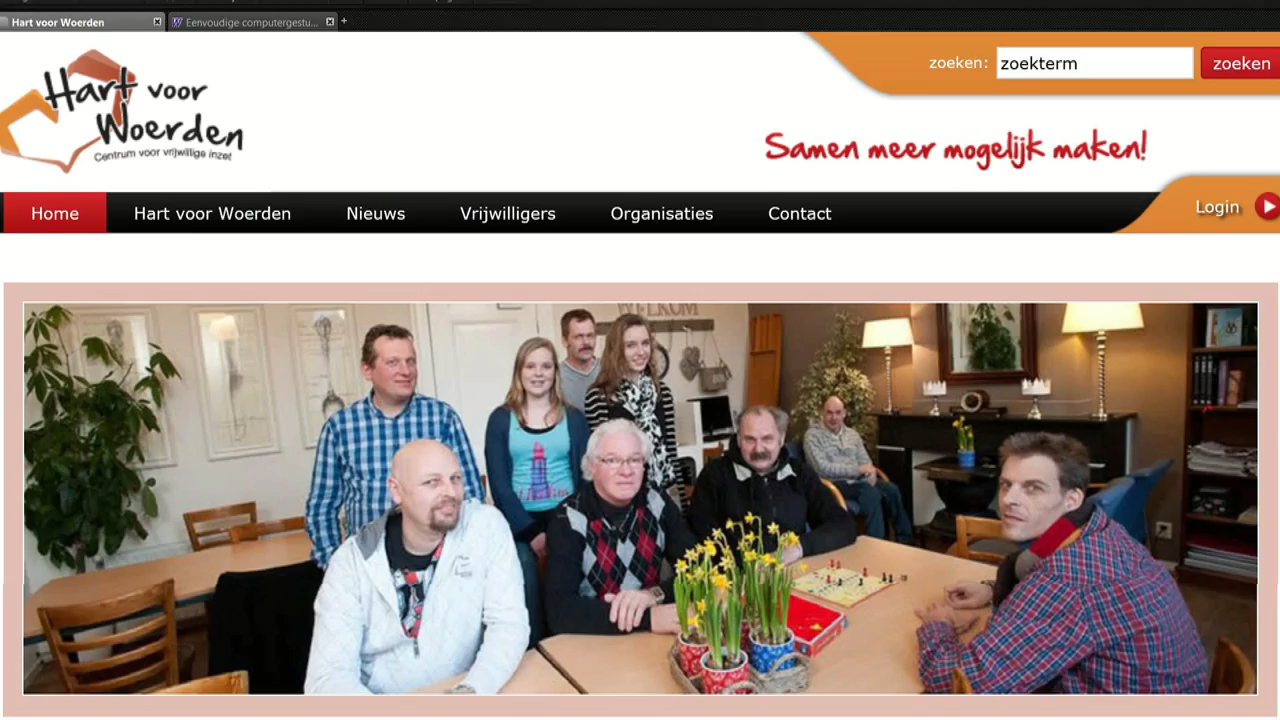 Hart voor Woerden
Eenvoudige computergestu...
Hart voor
Woerden
Centrum voor vrijwillige inzet
zoeken:
zoekterm
zoeken
Samen meer mogelijk maken!
Home
Hart voor Woerden
Nieuws
Vrijwilligers
Organisaties
Contact
Login
WELKOM